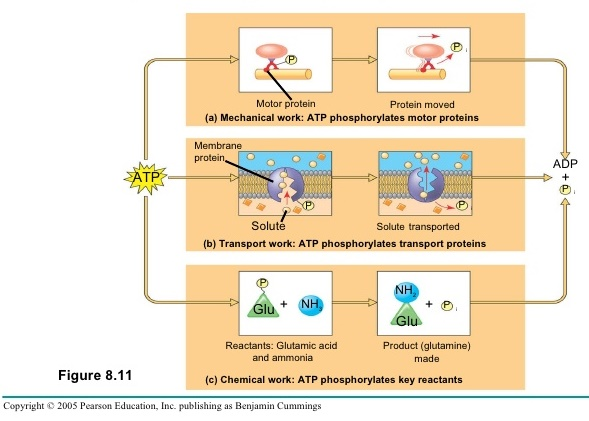 P i
P
Motor protein
Protein moved
(a) Mechanical work: ATP phosphorylates motor proteins
Membrane
protein
ATP
ADP
+
P i
P
P i
Solute
Solute transported
(b) Transport work: ATP phosphorylates transport proteins
P
Glu
+
NH2
NH2
Glu
+
P i
Reactants: Glutamic acid
and ammonia
Product (glutamine)
made
(c) Chemical work: ATP phosphorylates key reactants
Figure 8.11
Copyright © 2005 Pearson Education, Inc. publishing as Benjamin Cummings